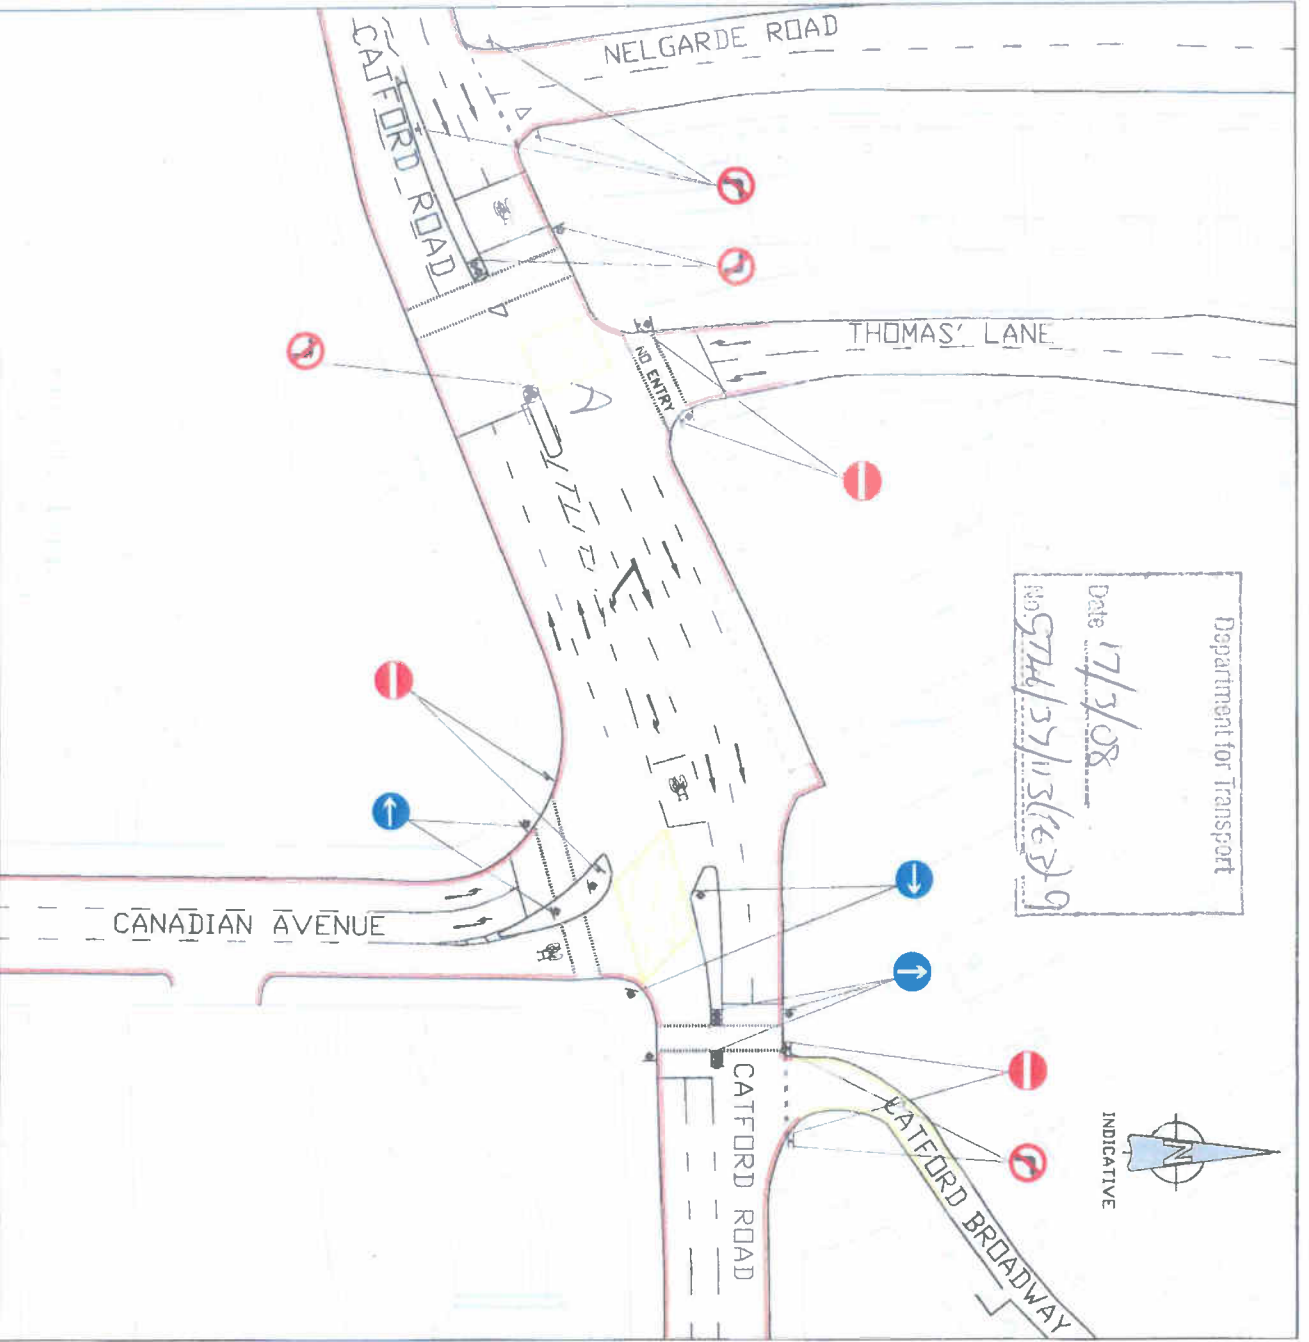 NELGARDE ROAD
CATFORD ROAD
THOMAS' LANE
NO ENTRY
Department for Transport
Date 17/3/08
No.
CANADIAN AVENUE
CATFORD ROAD
CATFORD BROADWAY
N
INDICATIVE